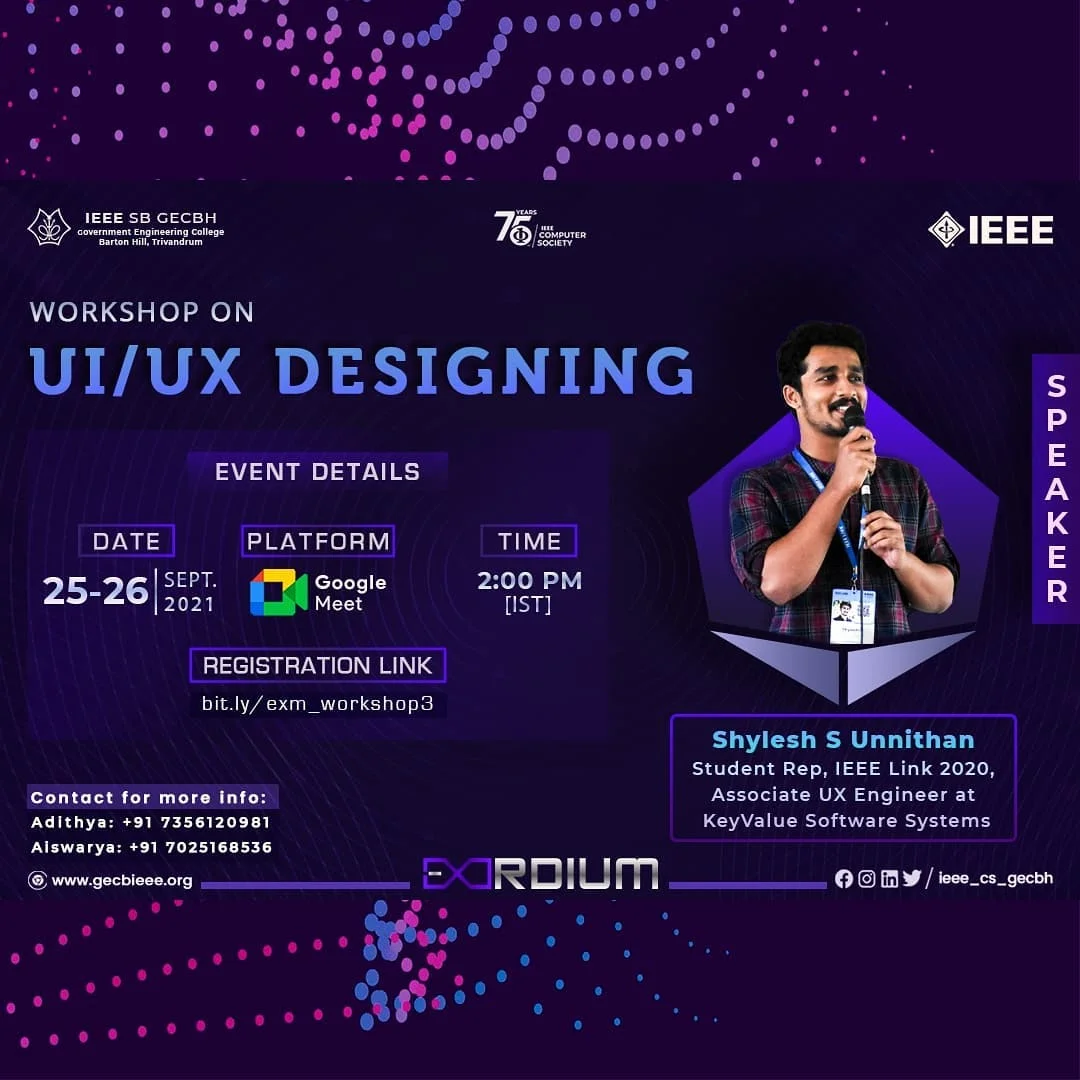 IEEE SB GECBH
Government Engineering College
Barton Hill, Trivandrum
75 YEARS
IEEE
COMPUTER
SOCIETY
IEEE
WORKSHOP ON
UI/UX DESIGNING
SPEAKER
EVENT DETAILS
DATE
25-26 SEPT. 2021
PLATFORM
Google Meet
TIME
2:00 PM
[IST]
REGISTRATION LINK
bit.ly/exm_workshop3
Shylesh S Unnithan
Student Rep, IEEE Link 2020,
Associate UX Engineer at
KeyValue Software Systems
Contact for more info:
Adithya: +91 7356120981
Aiswarya: +91 7025168536
www.gecbieee.org
EXORDIUM
/ ieee_cs_gecbh